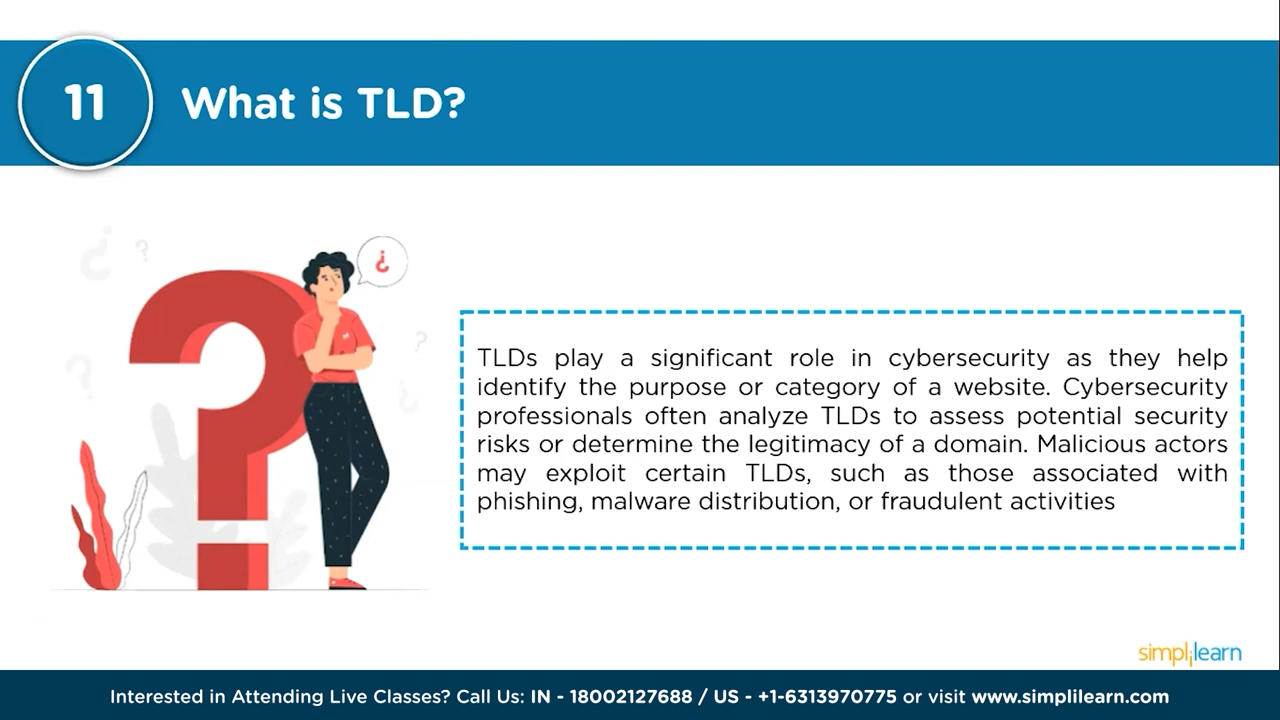 11
What is TLD?
¿
?
¿
?
?
¿
?
TLDs play a significant role in cybersecurity as they help
identify the purpose or category of a website. Cybersecurity
professionals often analyze TLDs to assess potential security
risks or determine the legitimacy of a domain. Malicious actors
may exploit certain TLDs, such as those associated with
phishing, malware distribution, or fraudulent activities
simplilearn
Interested in Attending Live Classes? Call Us: IN - 18002127688 / US - +1-6313970775 or visit www.simplilearn.com